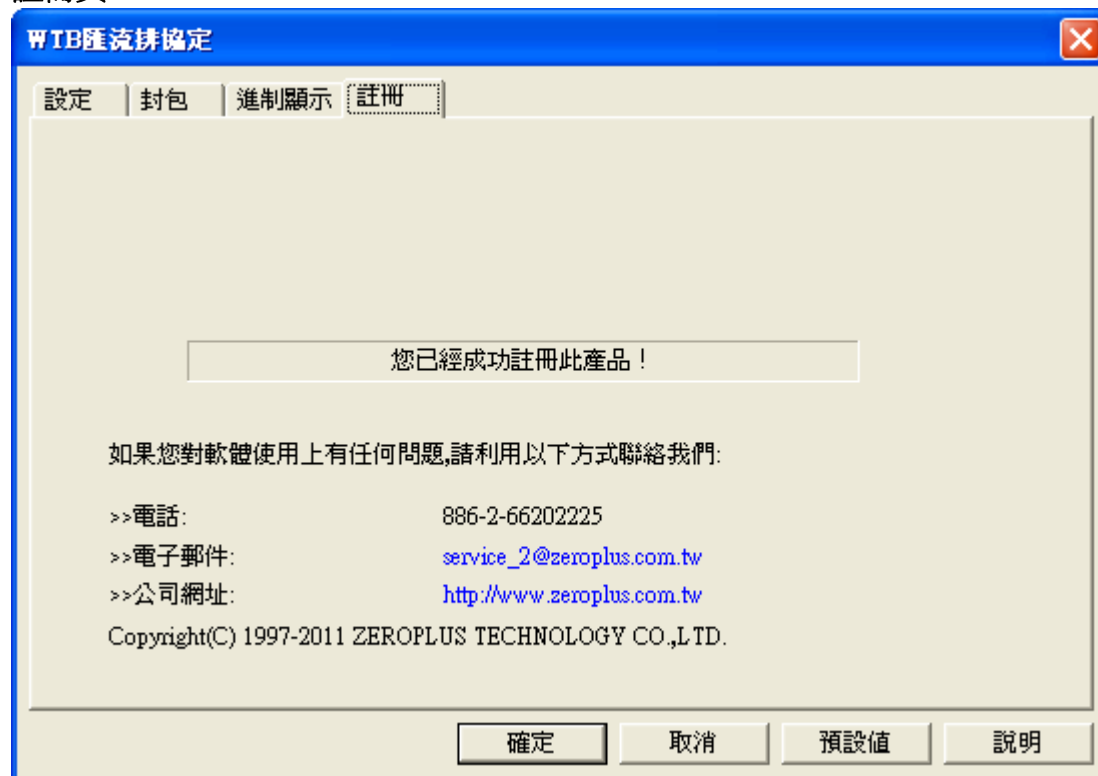 WTB匯流排協定
設定 封包 進制顯示 註冊
您已經成功註冊此產品！
如果您對軟體使用上有任何問題,請利用以下方式聯絡我們:
>>電話: 886-2-66202225
>>電子郵件: service_2@zeroplus.com.tw
>>公司網址: http://www.zeroplus.com.tw
Copyright(C) 1997-2011 ZEROPLUS TECHNOLOGY CO.,LTD.
確定 取消 預設值 說明